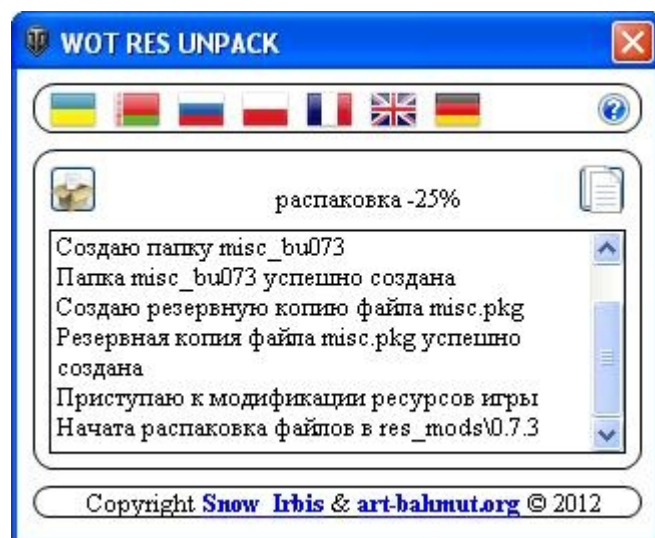 WOT RES UNPACK
распаковка -25%
Создаю папку misc_bu073
Папка misc_bu073 успешно создана
Создаю резервную копию файла misc.pkg
Резервная копия файла misc.pkg успешно
создана
Приступаю к модификации ресурсов игры
Начата распаковка файлов в res_mods\0.7.3
Copyright Snow_Irbis & art-bahmut.org © 2012